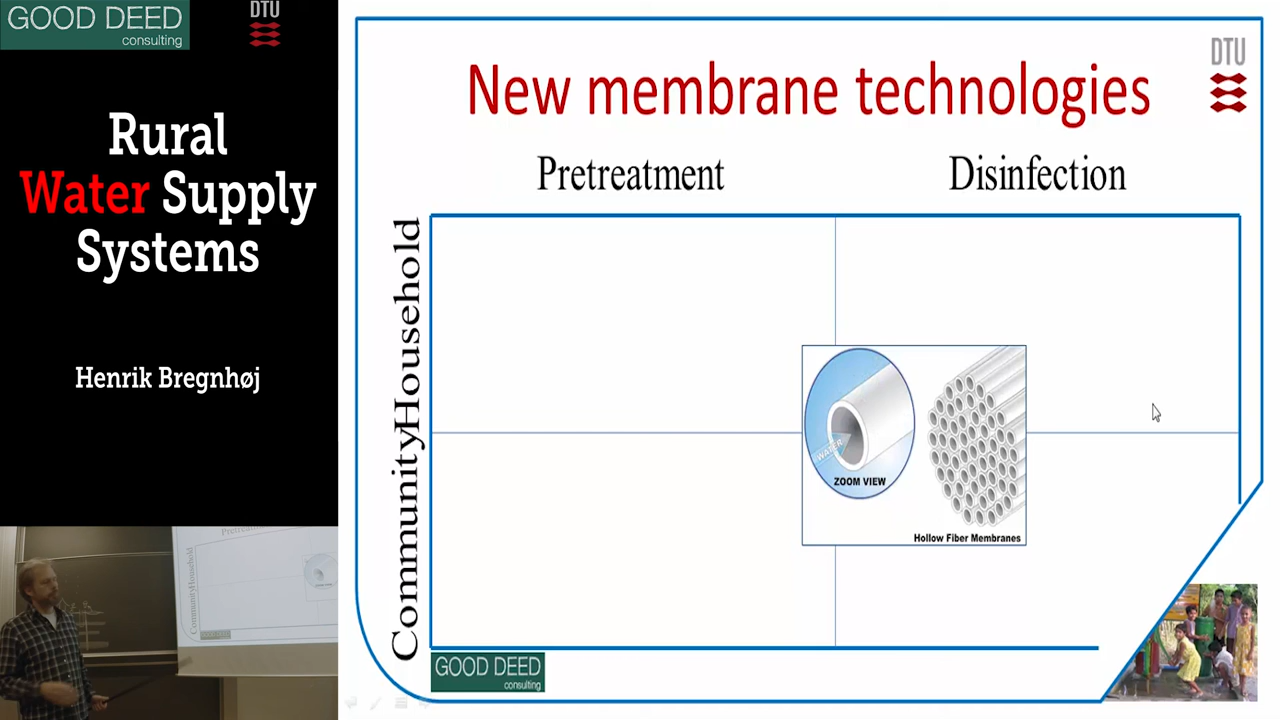 GOOD DEED
consulting
DTU
Rural
Water Supply
Systems
Henrik Bregnhøj
New membrane technologies
DTU
Pretreatment
Disinfection
Household
Community
WATER
ZOOM VIEW
Hollow Fiber Membranes
GOOD DEED
consulting